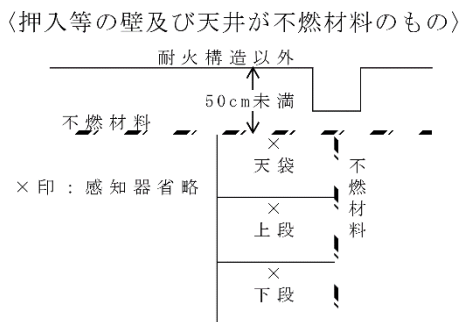 〈押入等の壁及び天井が不燃材料のもの〉
耐火構造以外
50cm未満
不燃材料
×
天袋
×印:感知器省略
不燃材料
×
上段
×
下段